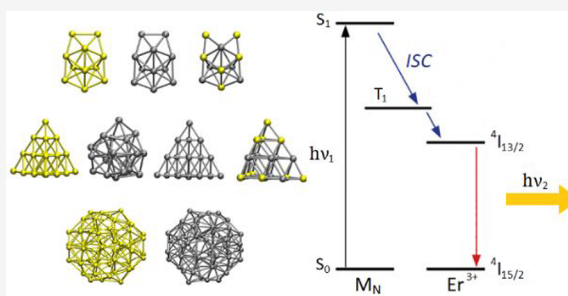 S₁
ISC
T₁
⁴I₁₃/₂
hν₁
hν₂
S₀
M_N
Er³⁺
⁴I₁₅/₂